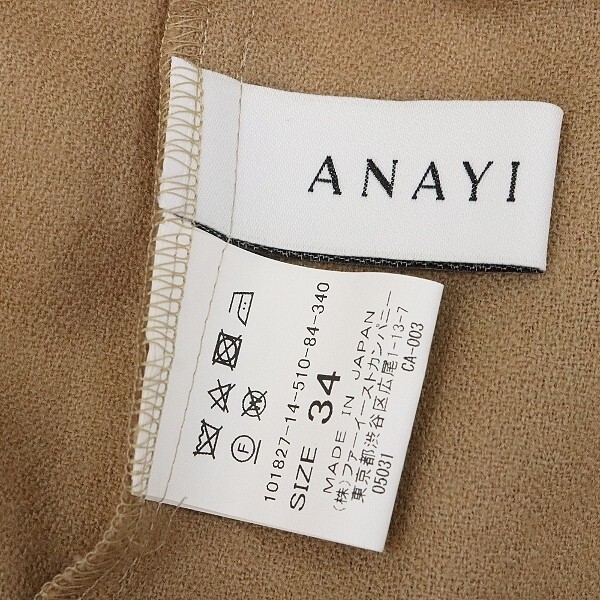 ANAYI
F
101827-14-510-84-340
SIZE 34
MADE IN JAPAN
(株)ファーイーストカンパニー
東京都渋谷区広尾1-13-7
05031 CA-003